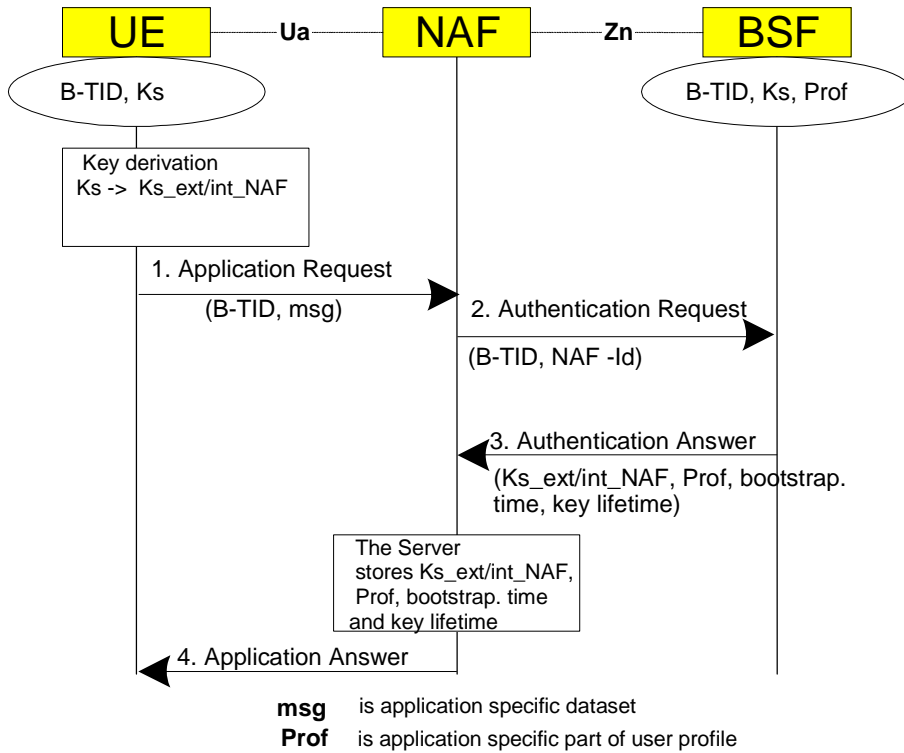 UE
Ua
NAF
Zn
BSF
B-TID, Ks
B-TID, Ks, Prof
Key derivation
Ks -> Ks_ext/int_NAF
1. Application Request
(B-TID, msg)
2. Authentication Request
(B-TID, NAF -Id)
3. Authentication Answer
(Ks_ext/int_NAF, Prof, bootstrap.
time, key lifetime)
The Server
stores Ks_ext/int_NAF,
Prof, bootstrap. time
and key lifetime
4. Application Answer
msg is application specific dataset
Prof is application specific part of user profile